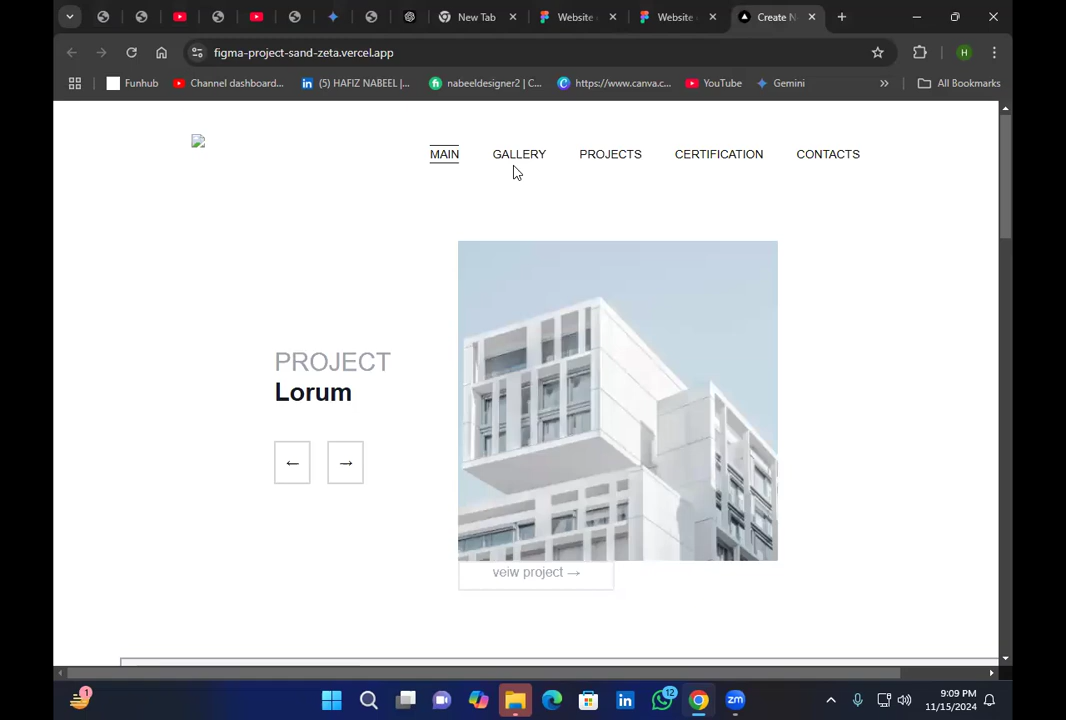 New Tab
Website
Website
Create N
figma-project-sand-zeta.vercel.app
H
Funhub
Channel dashboard...
(5) HAFIZ NABEEL |...
nabeeldesigner2 | C...
https://www.canva.c...
YouTube
Gemini
All Bookmarks
MAIN
GALLERY
PROJECTS
CERTIFICATION
CONTACTS
PROJECT
Lorum
← →
veiw project →
1
12
9:09 PM
11/15/2024